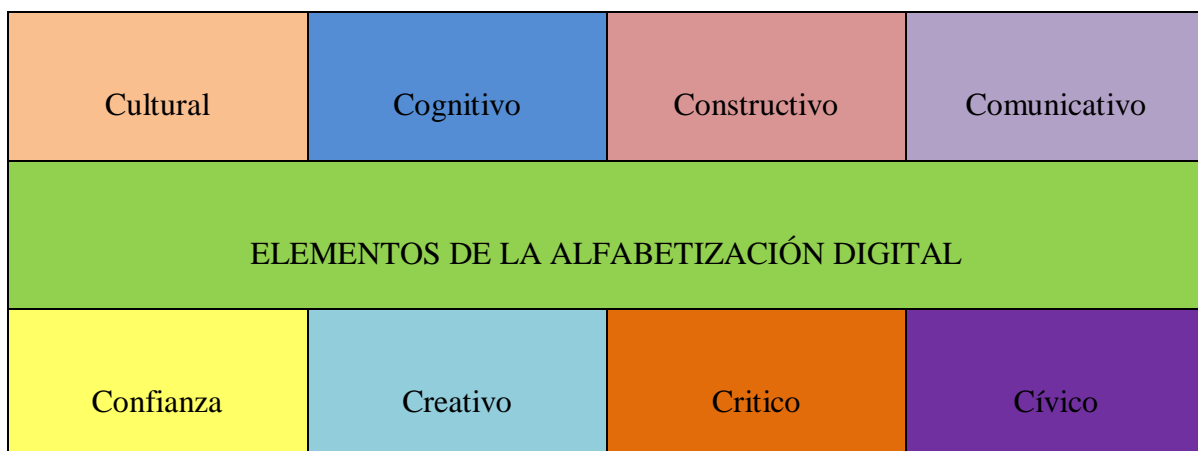 Cultural
Cognitivo
Constructivo
Comunicativo
ELEMENTOS DE LA ALFABETIZACIÓN DIGITAL
Confianza
Creativo
Critico
Cívico